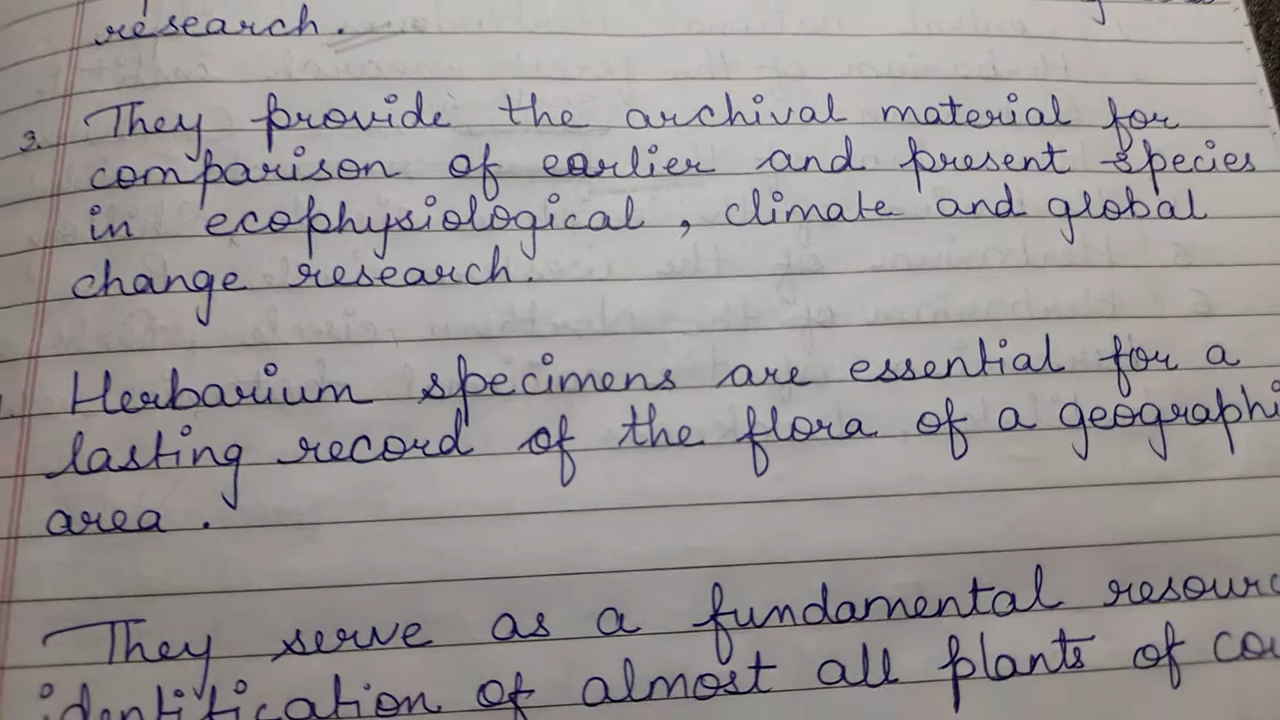 research.
3. They provide the archival material for
comparison of earlier and present species
in ecophysiological, climate and global
change research.
Herbarium specimens are essential for a
lasting record of the flora of a geographi
area.
They serve as a fundamental resourc
identification of almost all plants of cou